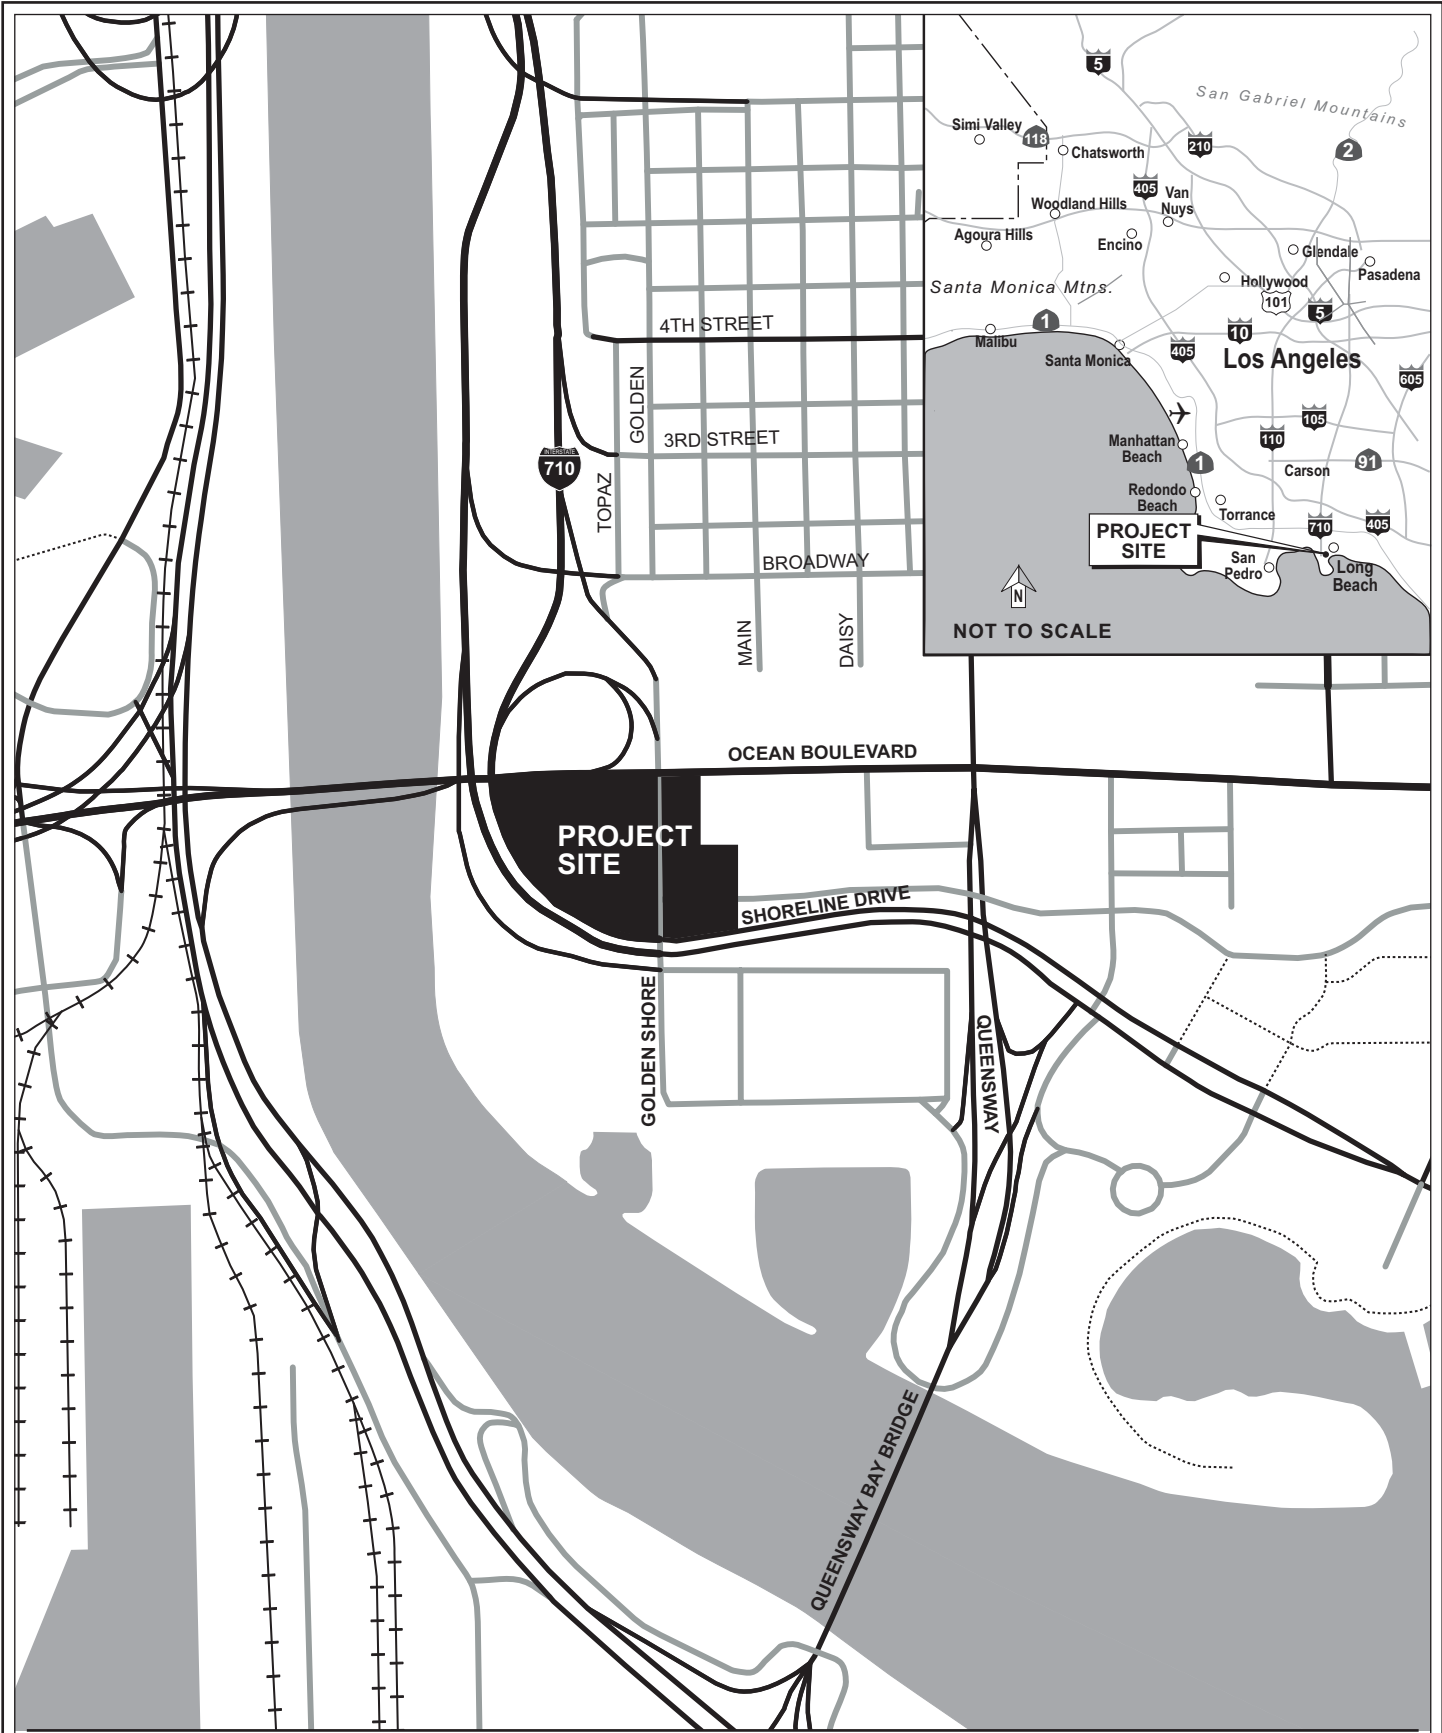 5
San Gabriel Mountains
Simi Valley
118
Chatsworth
210
2
405
Van
Nuys
Woodland Hills
Agoura Hills
Encino
Glendale
Pasadena
Hollywood
101
Santa Monica Mtns.
1
5
10
Malibu
Santa Monica
405
Los Angeles
605
105
110
Manhattan
Beach
1
Carson
91
Redondo
Beach
Torrance
710
405
PROJECT
SITE
San
Pedro
Long
Beach
N
NOT TO SCALE
4TH STREET
GOLDEN
3RD STREET
INTERSTATE
710
TOPAZ
BROADWAY
MAIN
DAISY
OCEAN BOULEVARD
PROJECT
SITE
SHORELINE DRIVE
GOLDEN SHORE
QUEENSWAY
QUEENSWAY BAY BRIDGE